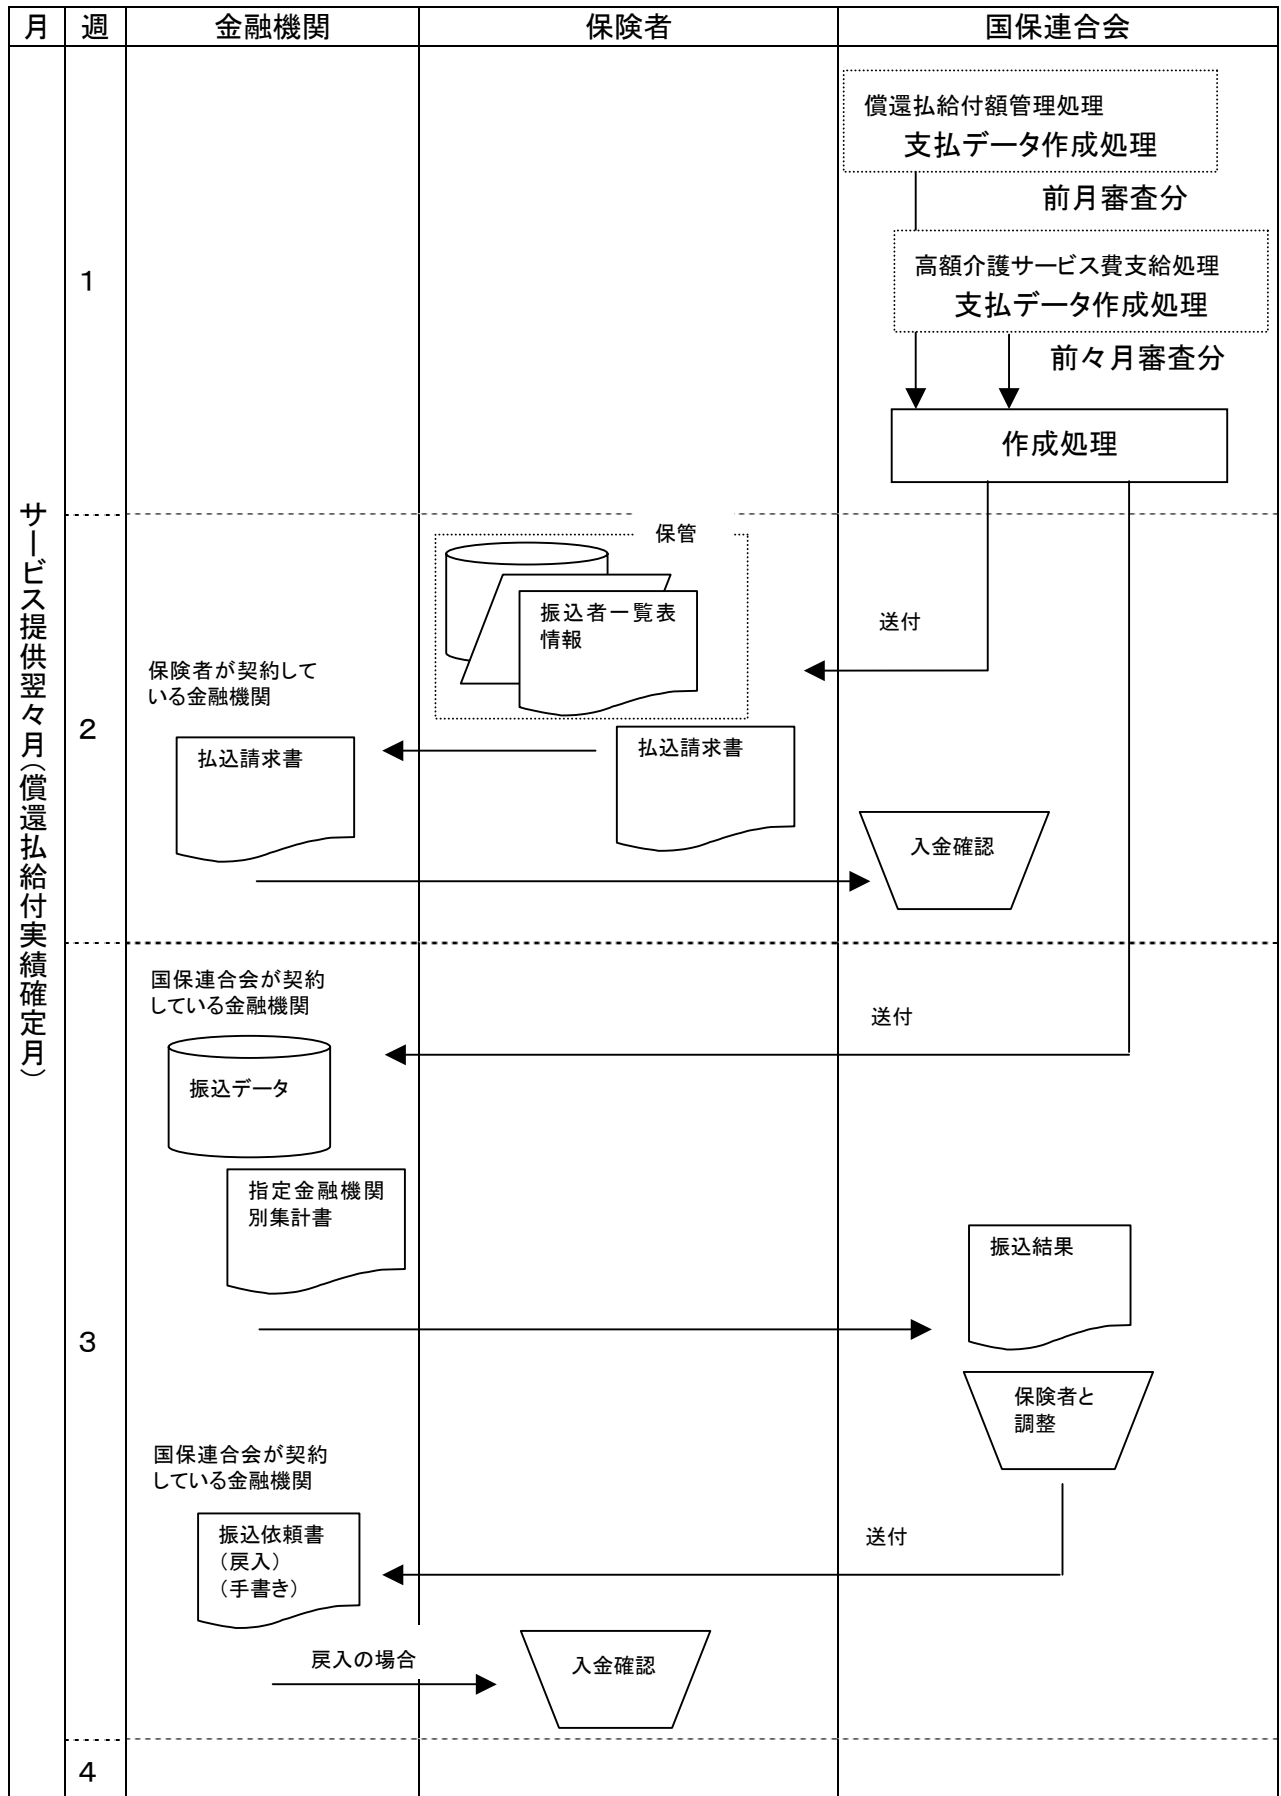 月 週 金融機関 保険者 国保連合会
サービス提供翌々月（償還払給付実績確定月）
1
償還払給付額管理処理
支払データ作成処理
前月審査分
高額介護サービス費支給処理
支払データ作成処理
前々月審査分
作成処理
2
保管
振込者一覧表
情報
送付
保険者が契約して
いる金融機関
払込請求書
払込請求書
入金確認
3
国保連合会が契約
している金融機関
送付
振込データ
指定金融機関
別集計書
振込結果
保険者と
調整
国保連合会が契約
している金融機関
振込依頼書
（戻入）
（手書き）
送付
戻入の場合
入金確認
4